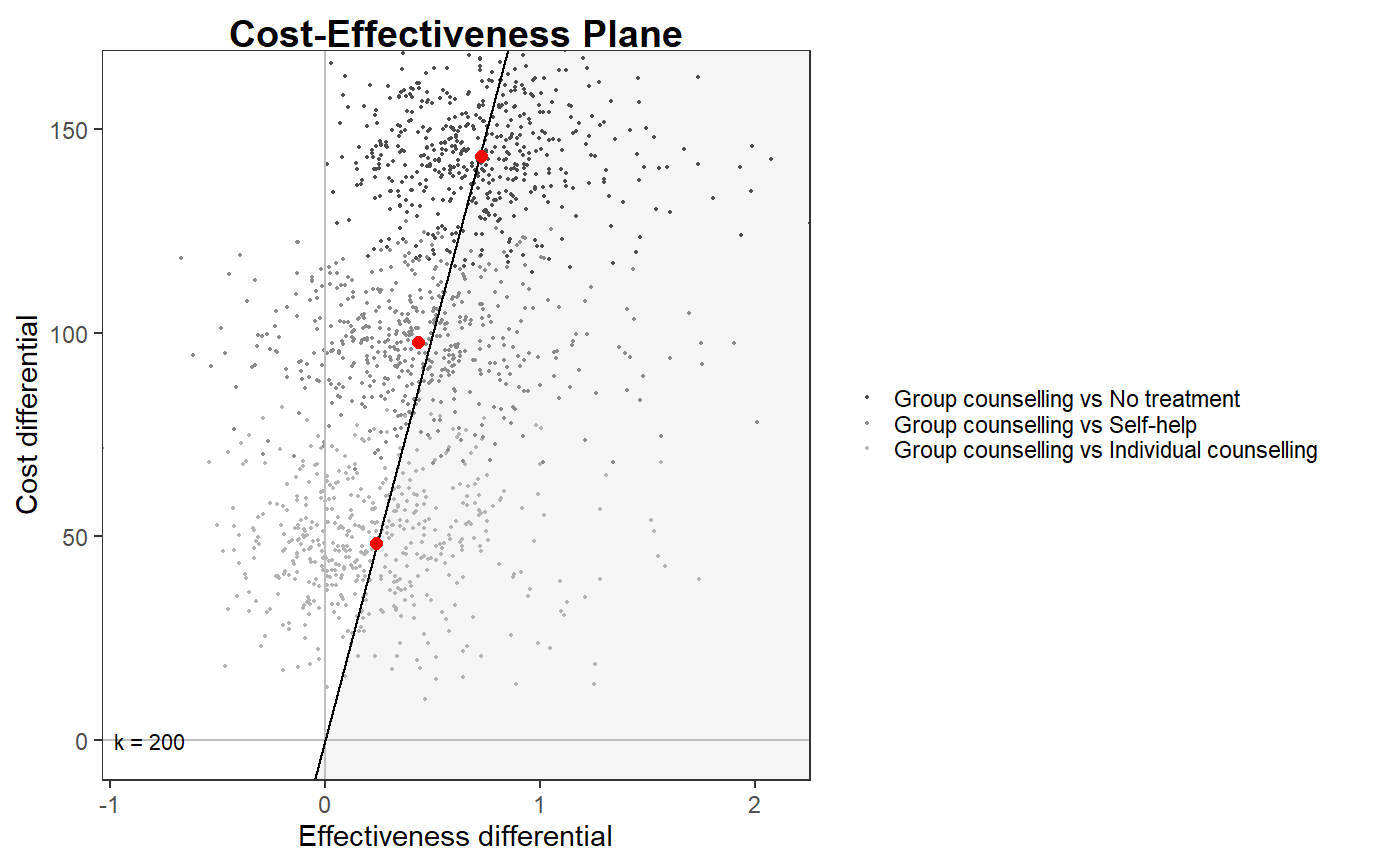 Cost-Effectiveness Plane
150
100
50
0
Cost differential
k = 200
-1
0
1
2
Effectiveness differential
Group counselling vs No treatment
Group counselling vs Self-help
Group counselling vs Individual counselling